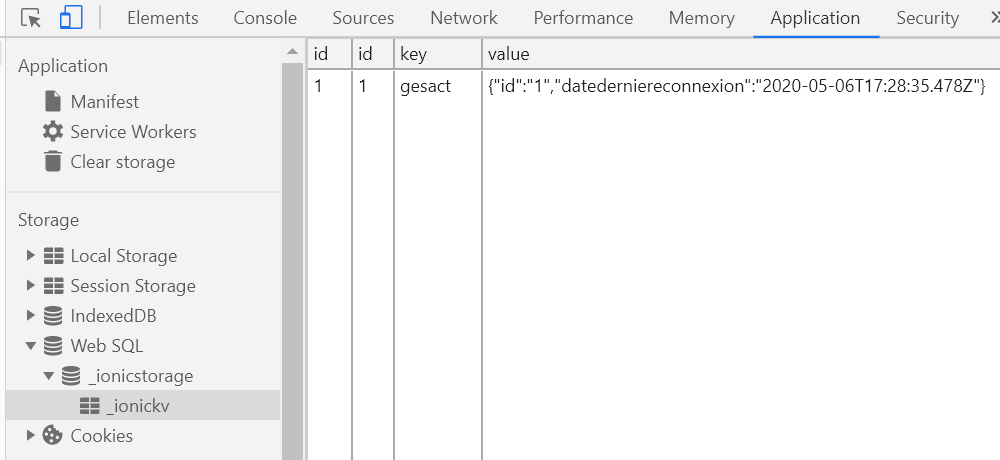 Elements Console Sources Network Performance Memory Application Security »
Application
Manifest
Service Workers
Clear storage
Storage
Local Storage
Session Storage
IndexedDB
Web SQL
_ionicstorage
_ionickv
Cookies
id id key value
1 1 gesact {"id":"1","datederniereconnexion":"2020-05-06T17:28:35.478Z"}